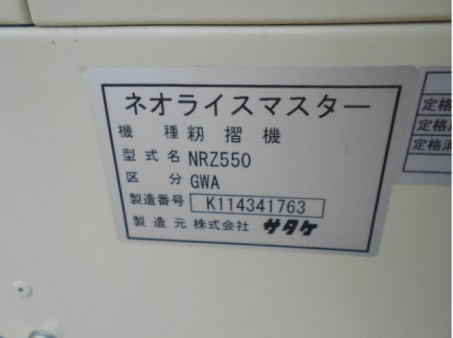 ネオライスマスター
機 種 籾摺機
型式名 NRZ550
区 分 GWA
製造番号 K114341763
製造元 株式会社 サタケ
定格
定格
定格